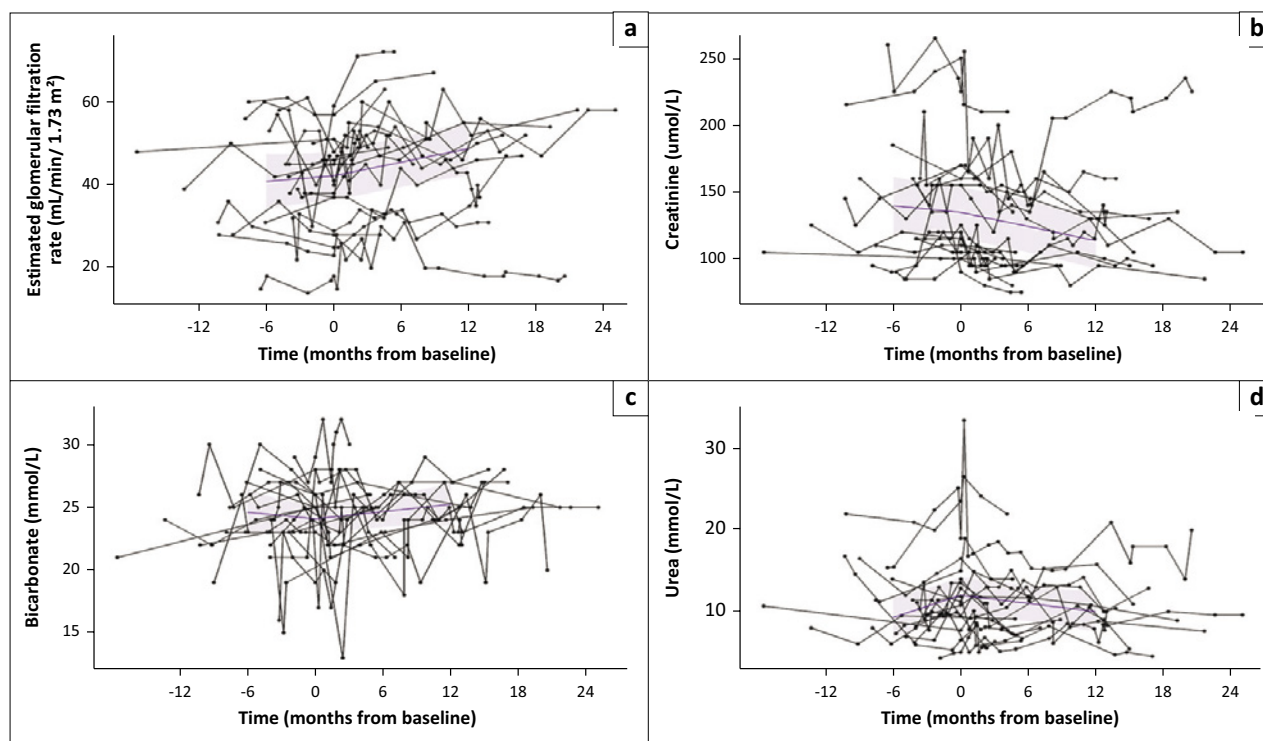 a
Estimated glomerular filtration
rate (mL/min/ 1.73 m²)
60
40
20
-12 -6 0 6 12 18 24
Time (months from baseline)
b
Creatinine (umol/L)
250
200
150
100
-12 -6 0 6 12 18 24
Time (months from baseline)
c
Bicarbonate (mmol/L)
30
25
20
15
-12 -6 0 6 12 18 24
Time (months from baseline)
d
Urea (mmol/L)
30
20
10
-12 -6 0 6 12 18 24
Time (months from baseline)